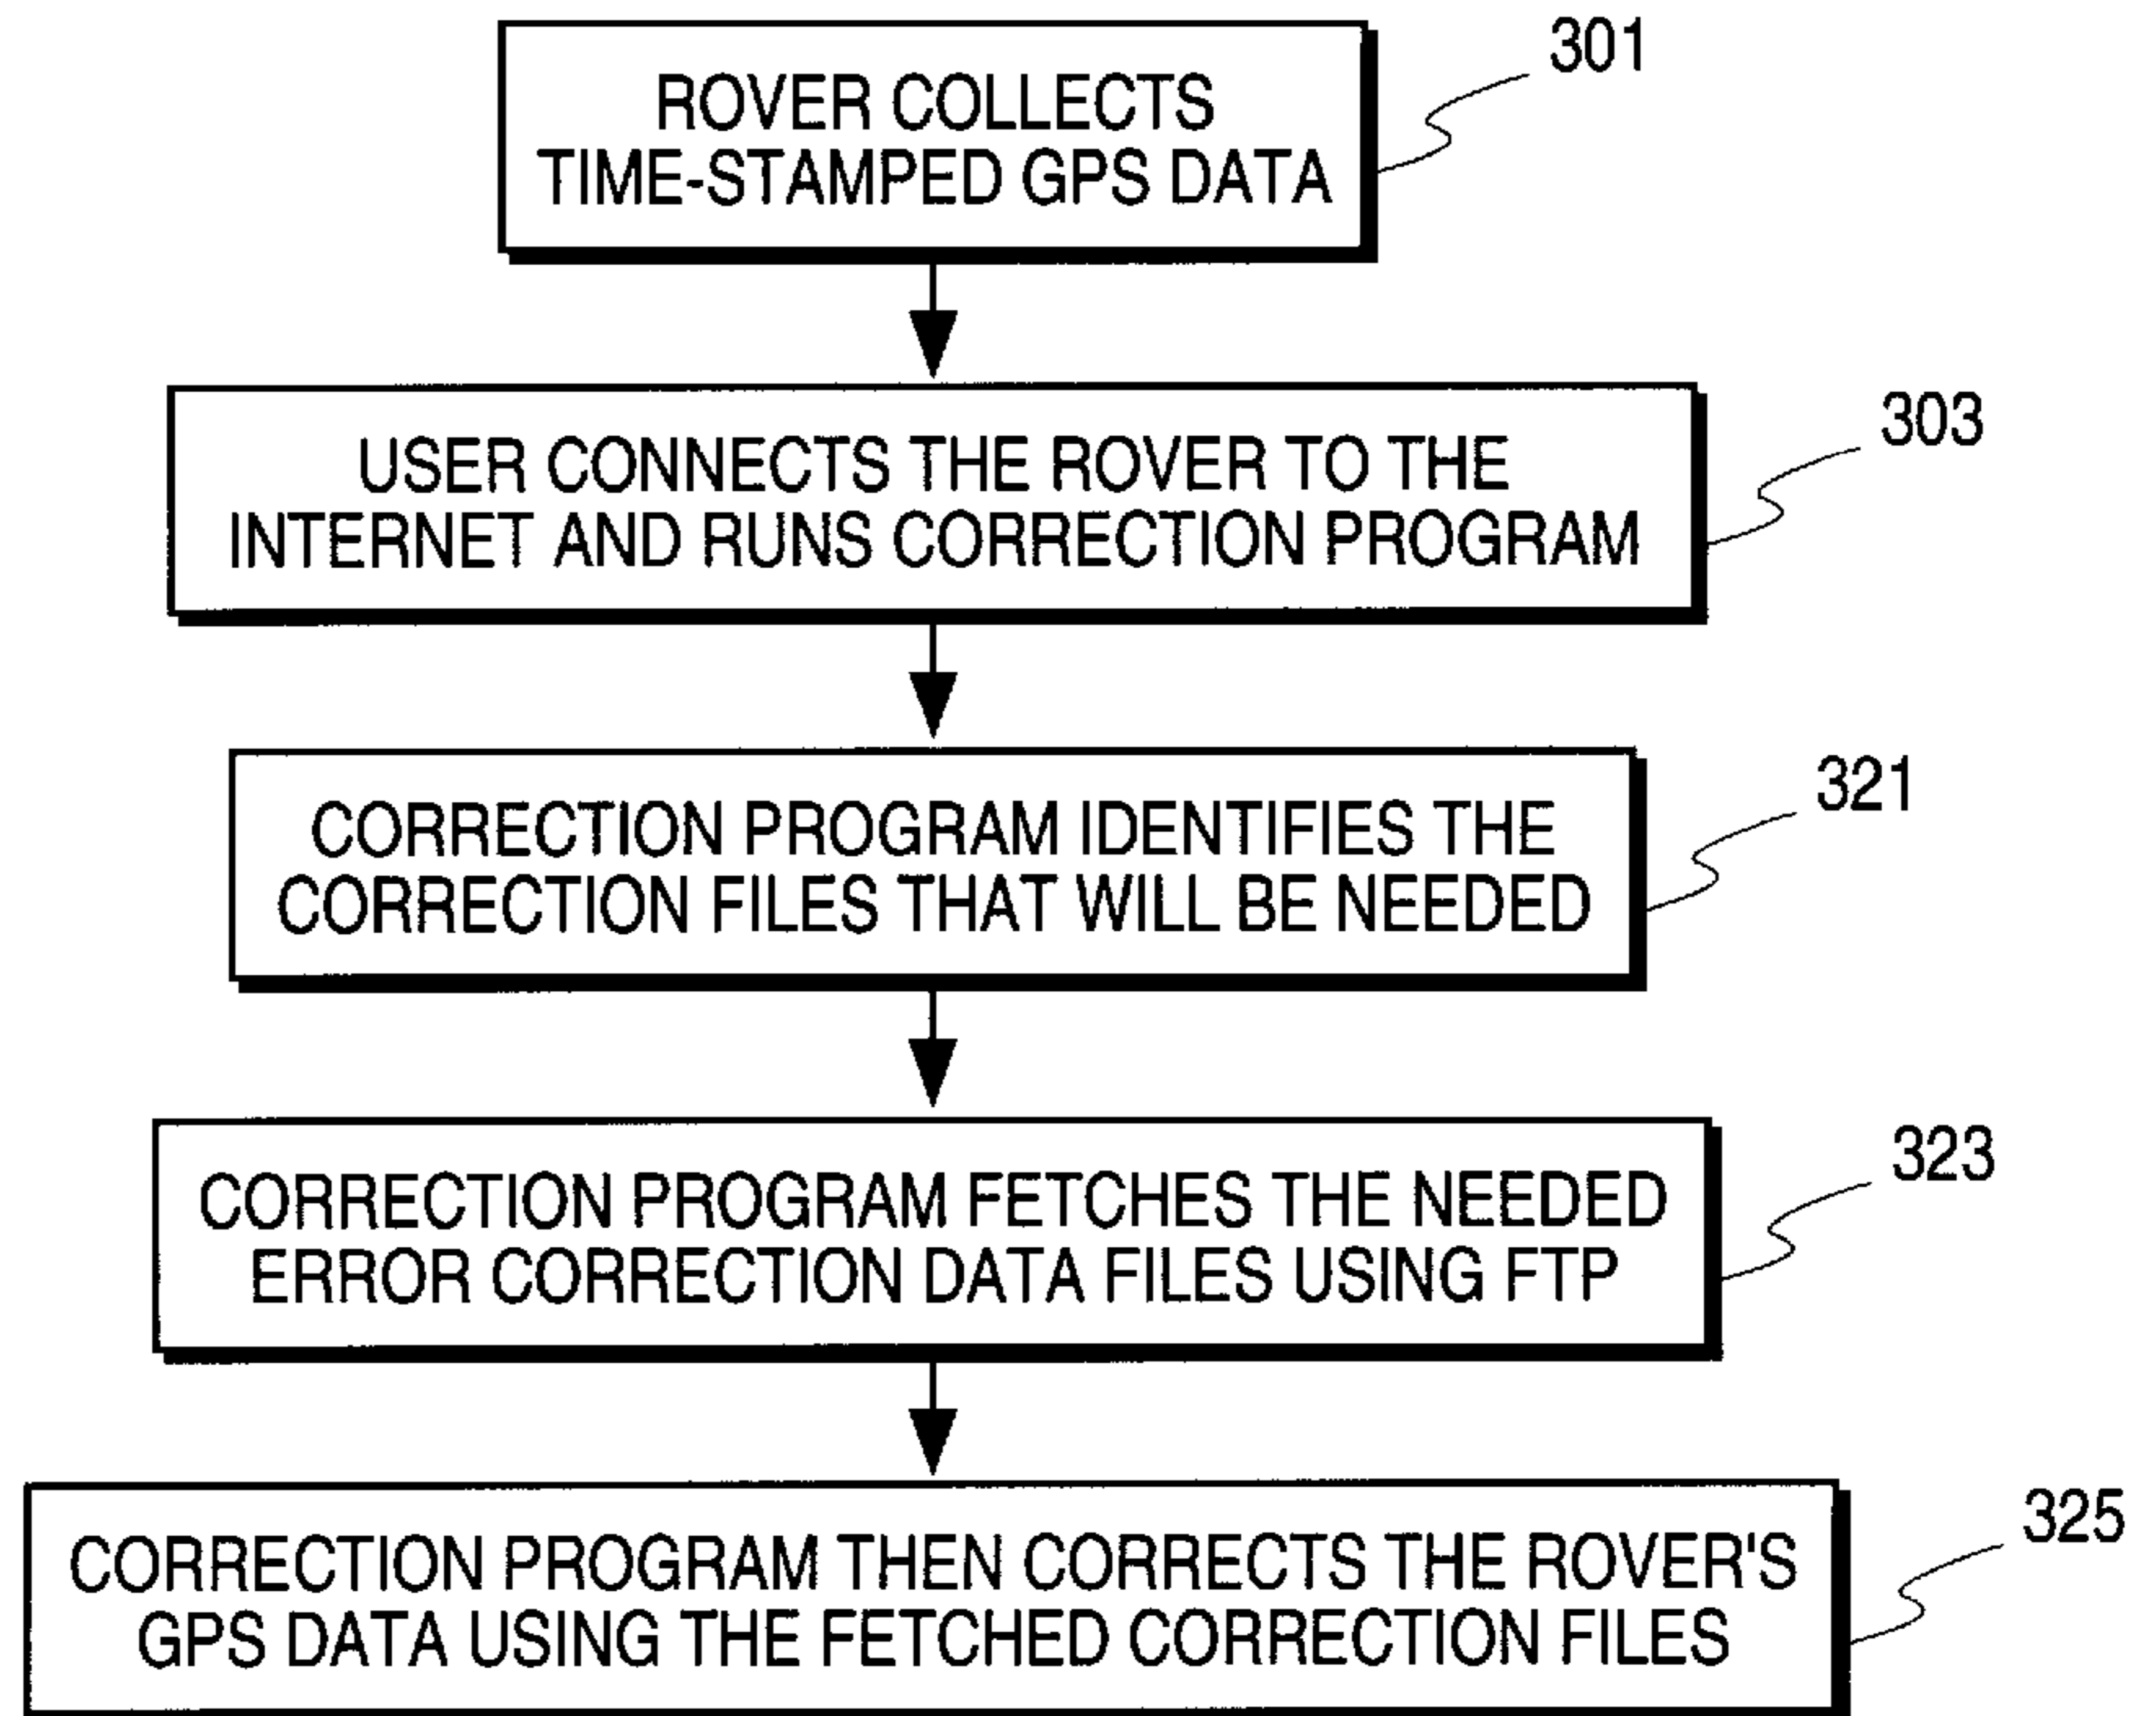 301
ROVER COLLECTS
TIME-STAMPED GPS DATA
303
USER CONNECTS THE ROVER TO THE
INTERNET AND RUNS CORRECTION PROGRAM
321
CORRECTION PROGRAM IDENTIFIES THE
CORRECTION FILES THAT WILL BE NEEDED
323
CORRECTION PROGRAM FETCHES THE NEEDED
ERROR CORRECTION DATA FILES USING FTP
325
CORRECTION PROGRAM THEN CORRECTS THE ROVER'S
GPS DATA USING THE FETCHED CORRECTION FILES